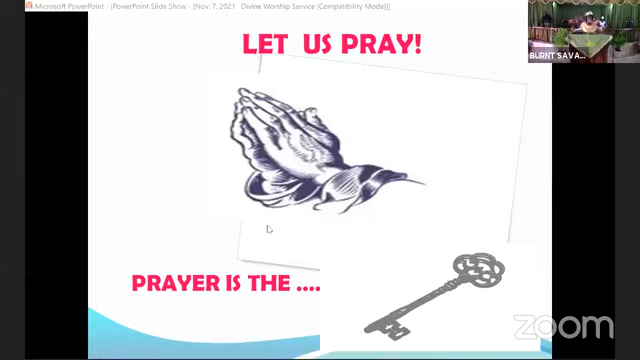 Microsoft PowerPoint - [PowerPoint Slide Show - [Nov. 7, 2021 Divine Worship Service [Compatibility Mode]]]
LET US PRAY!
BURNT SAVA...
PRAYER IS THE ....
zoom